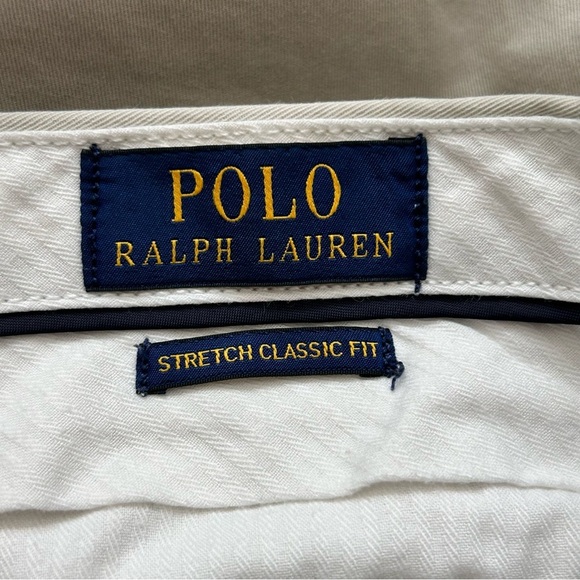 POLO
RALPH LAUREN
STRETCH CLASSIC FIT